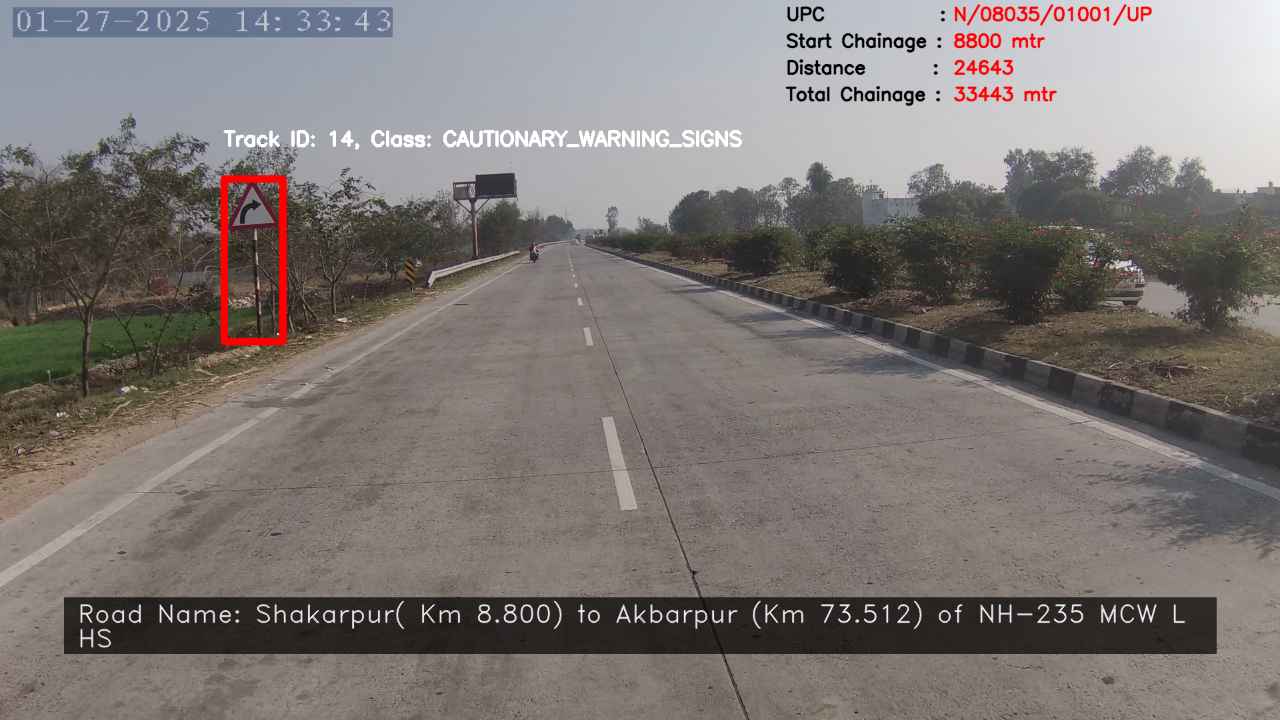 01-27-2025 14:33:43
UPC : N/08035/01001/UP
Start Chainage : 8800 mtr
Distance : 24643
Total Chainage : 33443 mtr
Track ID: 14, Class: CAUTIONARY_WARNING_SIGNS
Road Name: Shakarpur( Km 8.800) to Akbarpur (Km 73.512) of NH-235 MCW L
HS